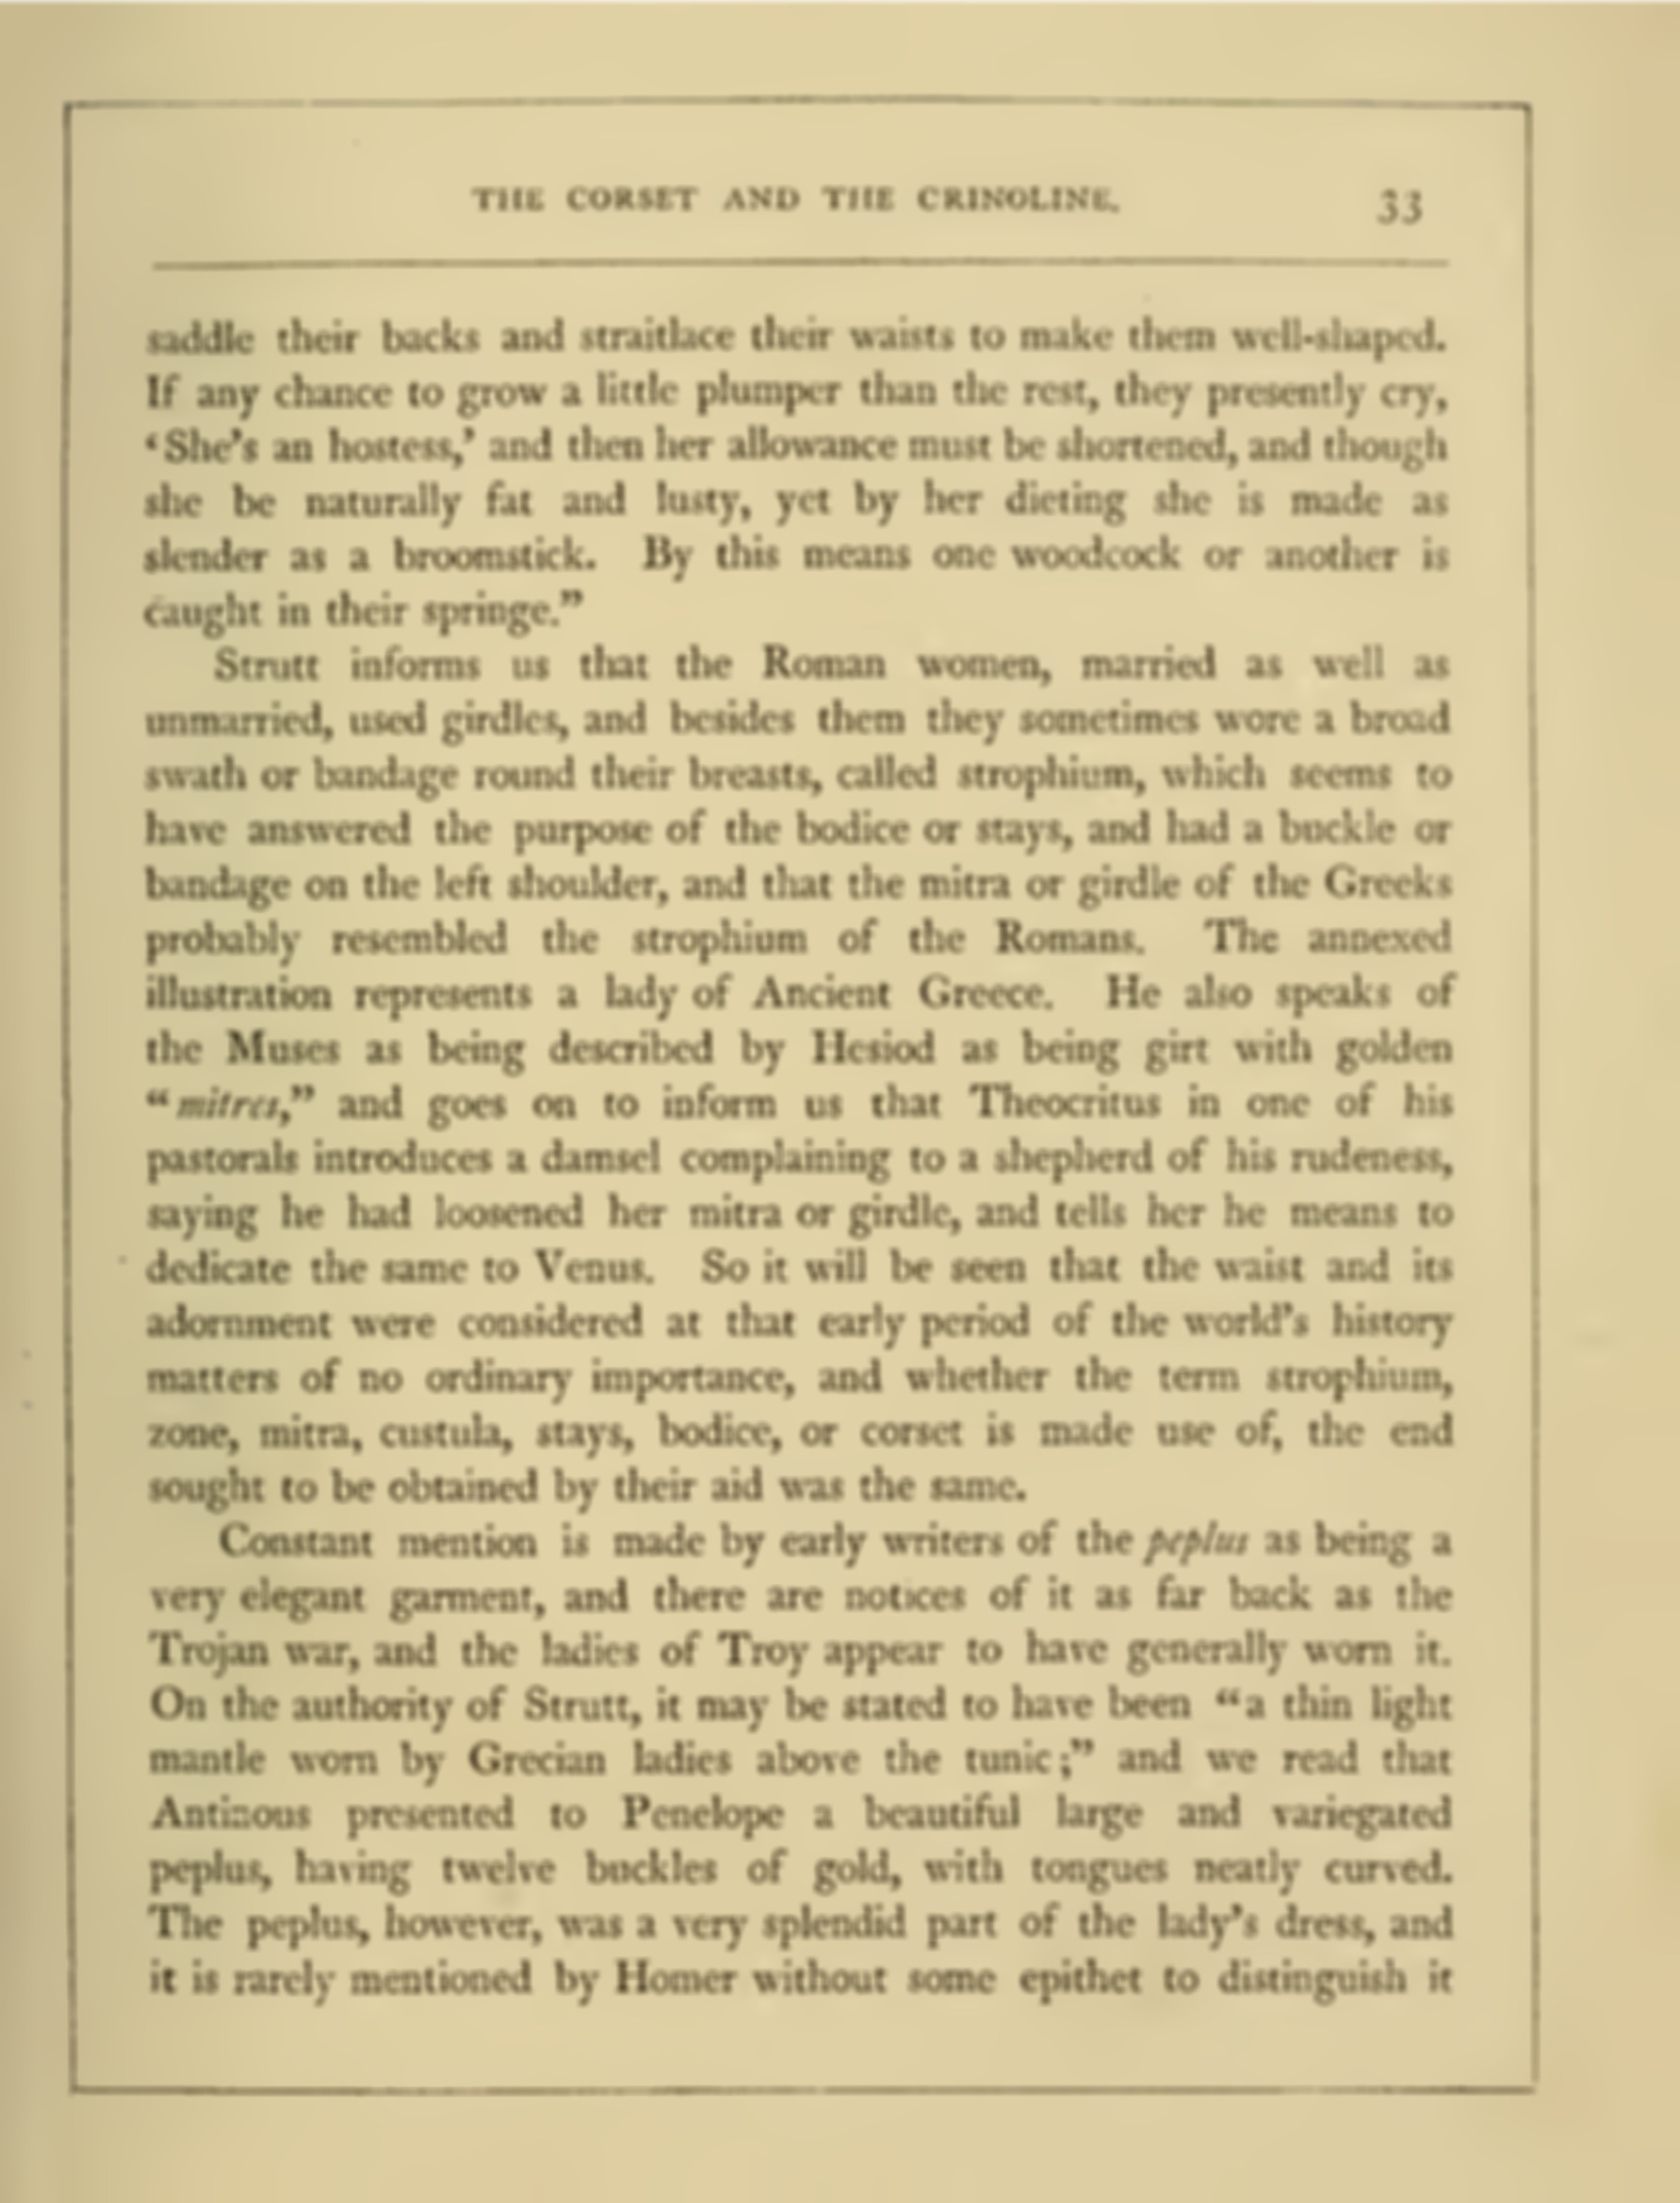 THE CORSET AND THE CRINOLINE. 33
saddle their backs and straitlace their waists to make them well-shaped.
If any chance to grow a little plumper than the rest, they presently cry,
‘She’s an hostess,’ and then her allowance must be shortened, and though
she be naturally fat and lusty, yet by her dieting she is made as
slender as a broomstick. By this means one woodcock or another is
caught in their springe.”
Strutt informs us that the Roman women, married as well as
unmarried, used girdles, and besides them they sometimes wore a broad
swath or bandage round their breasts, called strophium, which seems to
have answered the purpose of the bodice or stays, and had a buckle or
bandage on the left shoulder, and that the mitra or girdle of the Greeks
probably resembled the strophium of the Romans. The annexed
illustration represents a lady of Ancient Greece. He also speaks of
the Muses as being described by Hesiod as being girt with golden
“mitres,” and goes on to inform us that Theocritus in one of his
pastorals introduces a damsel complaining to a shepherd of his rudeness,
saying he had loosened her mitra or girdle, and tells her he means to
dedicate the same to Venus. So it will be seen that the waist and its
adornment were considered at that early period of the world’s history
matters of no ordinary importance, and whether the term strophium,
zone, mitra, custula, stays, bodice, or corset is made use of, the end
sought to be obtained by their aid was the same.
Constant mention is made by early writers of the peplus as being a
very elegant garment, and there are notices of it as far back as the
Trojan war, and the ladies of Troy appear to have generally worn it.
On the authority of Strutt, it may be stated to have been “a thin light
mantle worn by Grecian ladies above the tunic;” and we read that
Antinous presented to Penelope a beautiful large and variegated
peplus, having twelve buckles of gold, with tongues neatly curved.
The peplus, however, was a very splendid part of the lady’s dress, and
it is rarely mentioned by Homer without some epithet to distinguish it